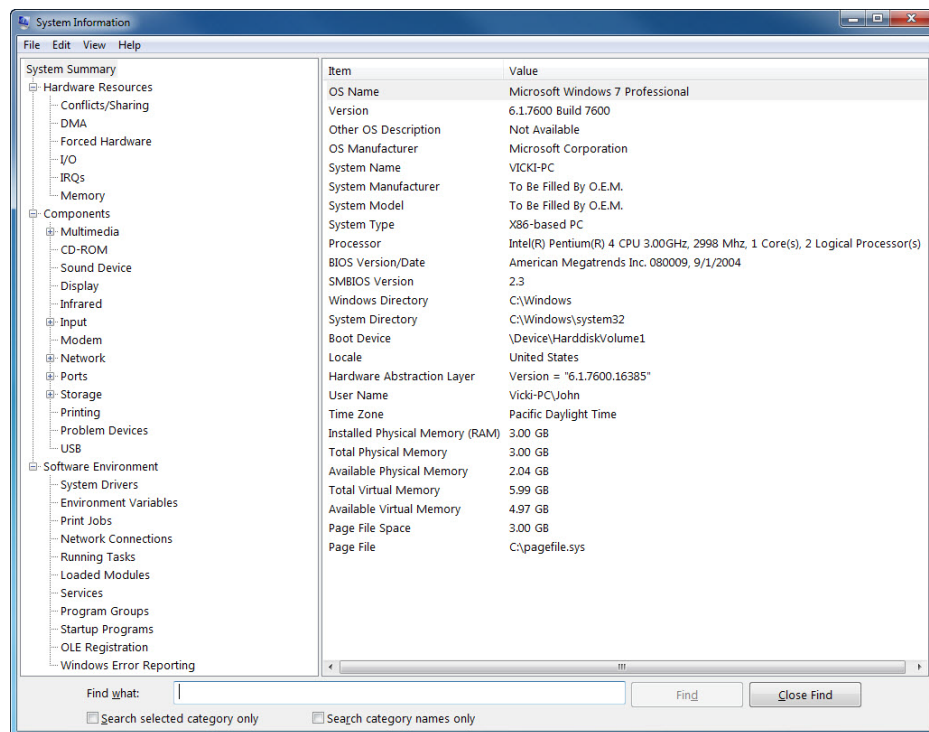 System Information
File Edit View Help
System Summary
Hardware Resources
Conflicts/Sharing
DMA
Forced Hardware
I/O
IRQs
Memory
Components
Multimedia
CD-ROM
Sound Device
Display
Infrared
Input
Modem
Network
Ports
Storage
Printing
Problem Devices
USB
Software Environment
System Drivers
Environment Variables
Print Jobs
Network Connections
Running Tasks
Loaded Modules
Services
Program Groups
Startup Programs
OLE Registration
Windows Error Reporting
Item Value
OS Name Microsoft Windows 7 Professional
Version 6.1.7600 Build 7600
Other OS Description Not Available
OS Manufacturer Microsoft Corporation
System Name VICKI-PC
System Manufacturer To Be Filled By O.E.M.
System Model To Be Filled By O.E.M.
System Type X86-based PC
Processor Intel(R) Pentium(R) 4 CPU 3.00GHz, 2998 Mhz, 1 Core(s), 2 Logical Processor(s)
BIOS Version/Date American Megatrends Inc. 080009, 9/1/2004
SMBIOS Version 2.3
Windows Directory C:\Windows
System Directory C:\Windows\system32
Boot Device \Device\HarddiskVolume1
Locale United States
Hardware Abstraction Layer Version = "6.1.7600.16385"
User Name Vicki-PC\John
Time Zone Pacific Daylight Time
Installed Physical Memory (RAM) 3.00 GB
Total Physical Memory 3.00 GB
Available Physical Memory 2.04 GB
Total Virtual Memory 5.99 GB
Available Virtual Memory 4.97 GB
Page File Space 3.00 GB
Page File C:\pagefile.sys
Find what: Find Close Find
Search selected category only Search category names only